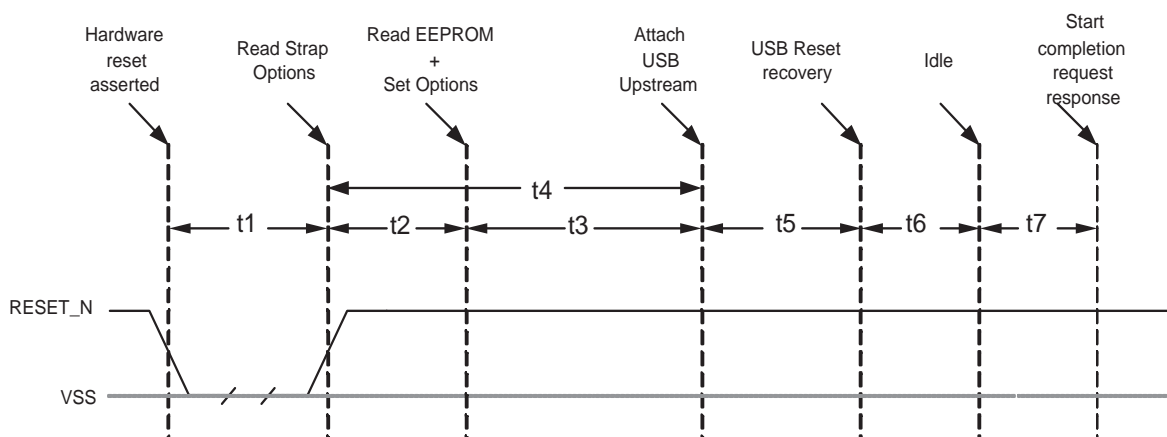 Hardware
reset
asserted
Read Strap
Options
Read EEPROM
+
Set Options
Attach
USB
Upstream
USB Reset
recovery
Idle
Start
completion
request
response
t4
t1
t2
t3
t5
t6
t7
RESET_N
VSS